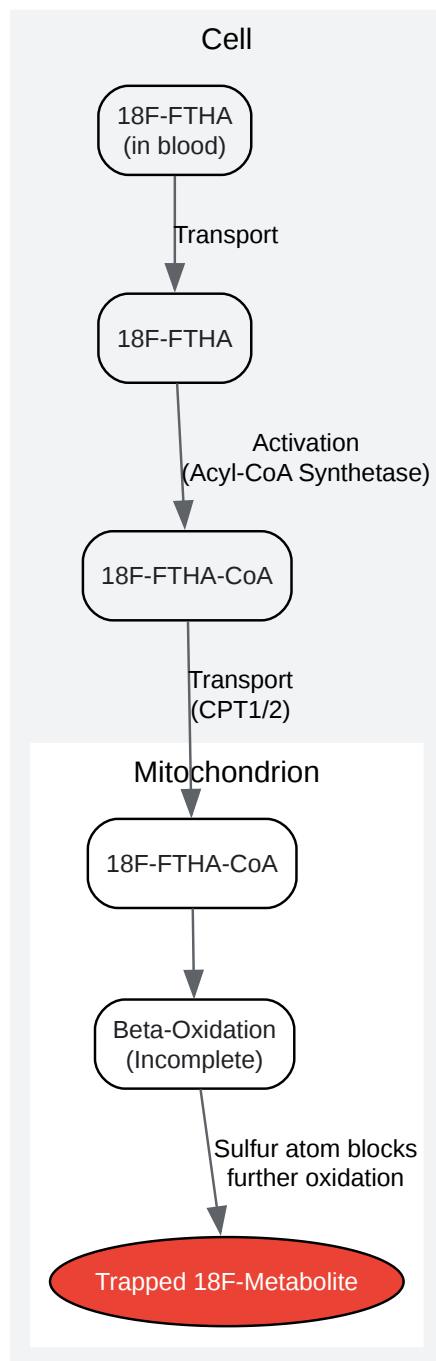 Cell
18F-FTHA
(in blood)
Transport
18F-FTHA
Activation
(Acyl-CoA Synthetase)
18F-FTHA-CoA
Transport
(CPT1/2)
Mitochondrion
18F-FTHA-CoA
Beta-Oxidation
(Incomplete)
Sulfur atom blocks
further oxidation
Trapped 18F-Metabolite